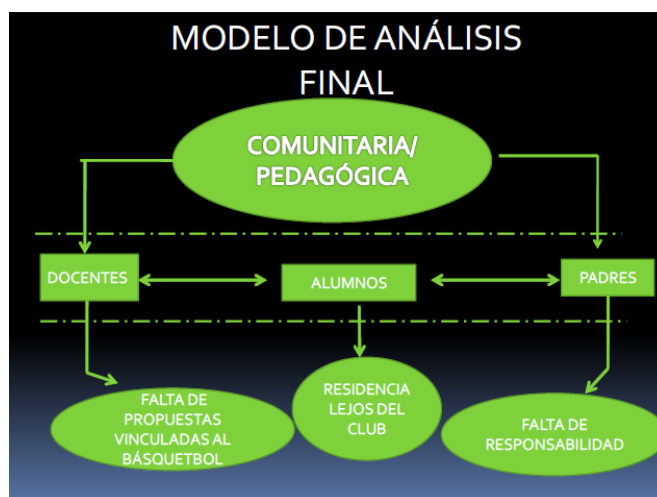 MODELO DE ANÁLISIS
FINAL
COMUNITARIA/
PEDAGÓGICA
DOCENTES
ALUMNOS
PADRES
FALTA DE
PROPUESTAS
VINCULADAS AL
BÁSQUETBOL
RESIDENCIA
LEJOS DEL
CLUB
FALTA DE
RESPONSABILIDAD